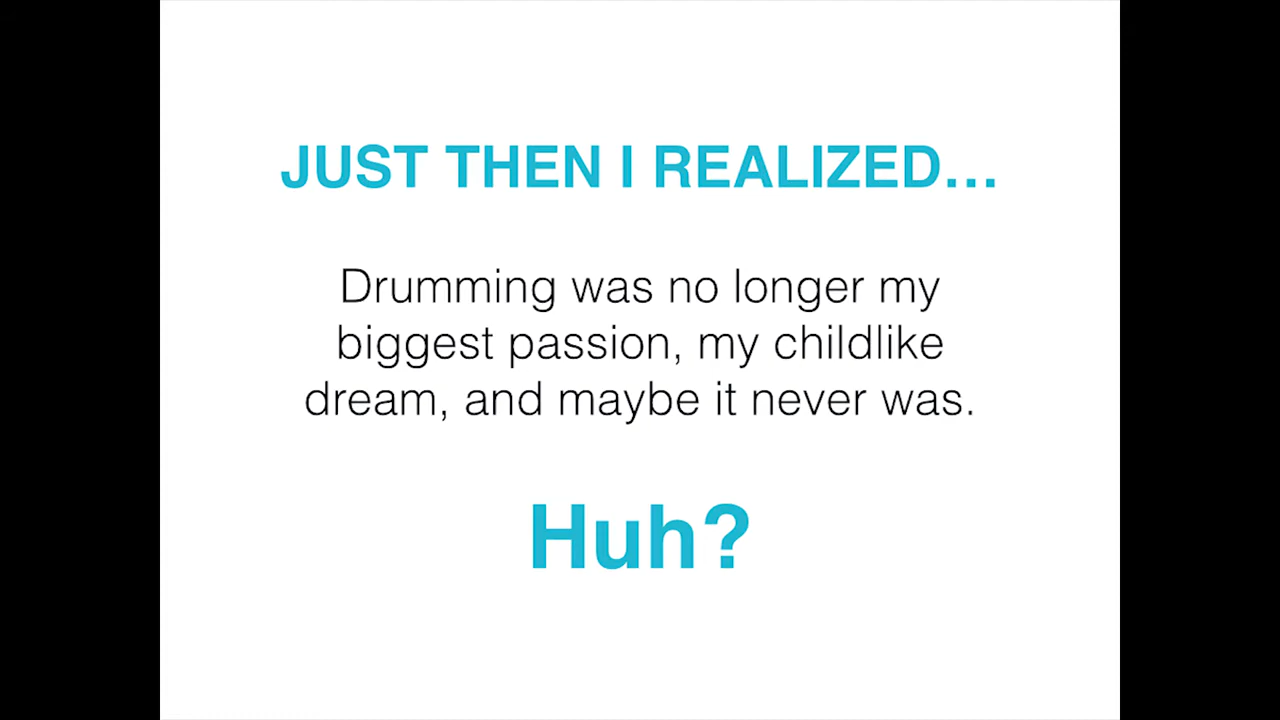 JUST THEN I REALIZED...
Drumming was no longer my
biggest passion, my childlike
dream, and maybe it never was.
Huh?